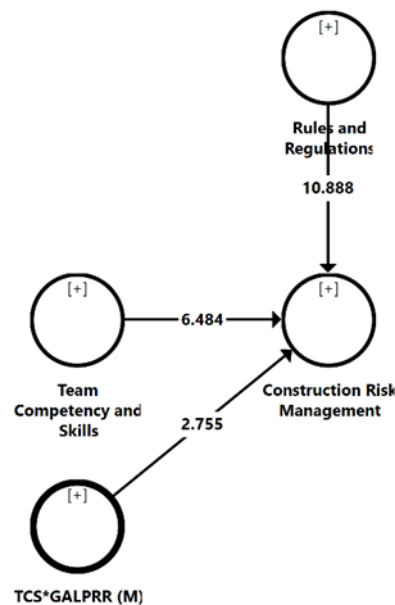 [+]
Rules and
Regulations
10.888
[+]
[+]
6.484
Team
Competency and
Skills
Construction Risk
Management
2.755
[+]
TCS*GALPRR (M)